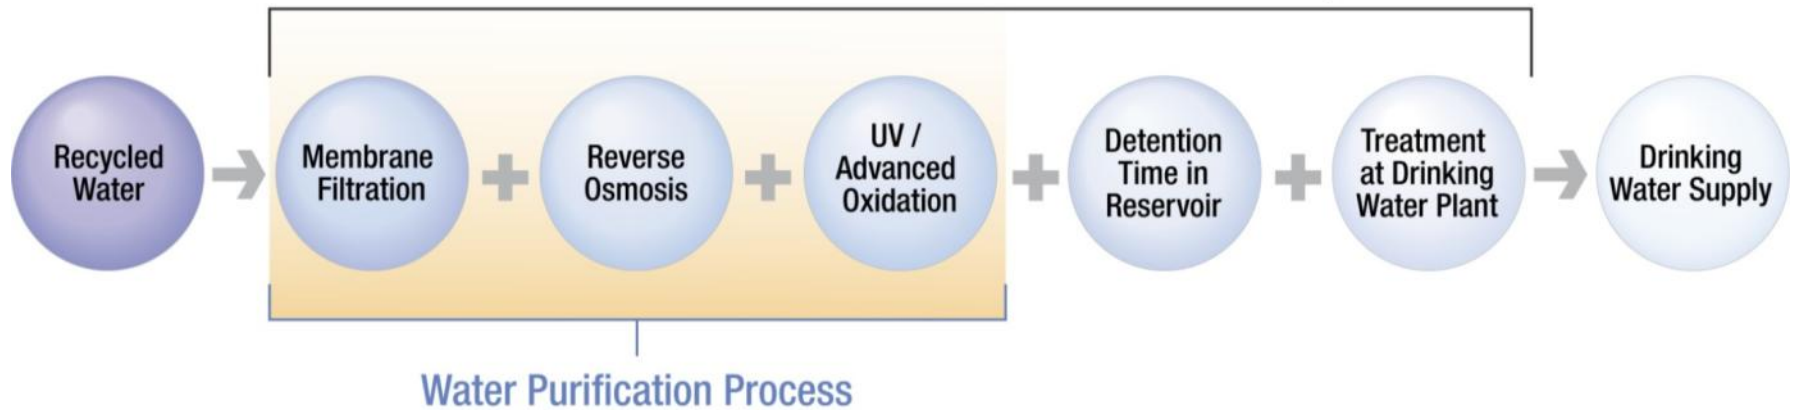 Recycled
Water
Membrane
Filtration
Reverse
Osmosis
UV /
Advanced
Oxidation
Detention
Time in
Reservoir
Treatment
at Drinking
Water Plant
Drinking
Water Supply
Water Purification Process